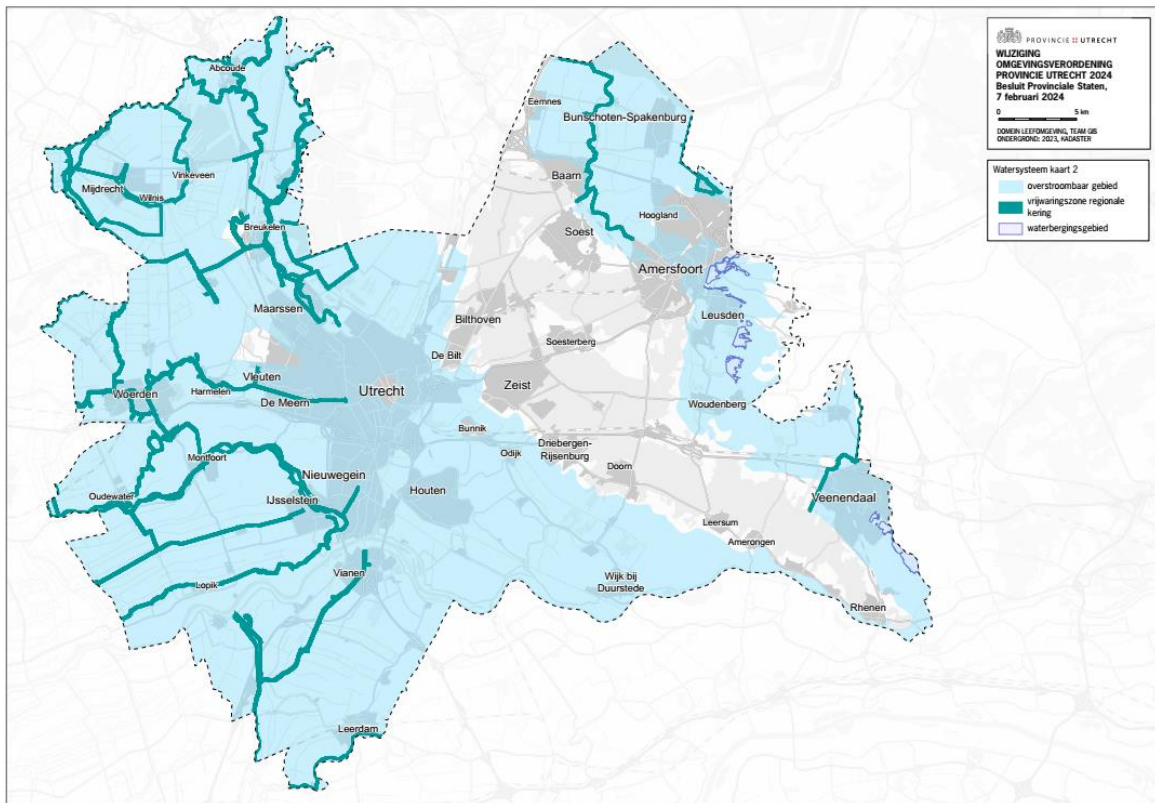 PROVINCIE UTRECHT
WIJZIGING
OMGEVINGSVERORDENING
PROVINCIE UTRECHT 2024
Besluit Provinciale Staten,
7 februari 2024
0 5 km
DOMEIN LEEFOMGEVING, TEAM GIS
ONDERGROND: 2023, KADASTER
Watersysteem kaart 2
overstroombaar gebied
vrijwaringszone regionale
kering
waterbergingsgebied
Abcoude
Eemnes
Bunschoten-Spakenburg
Vinkeveen
Baarn
Mijdrecht
Wilnis
Hoogland
Breukelen
Soest
Amersfoort
Maarssen
Leusden
Bilthoven
Soesterberg
De Bilt
Vleuten
Zeist
Utrecht
Woerden
Harmelen
De Meern
Woudenberg
Bunnik
Driebergen-
Rijsenburg
Odijk
Montfoort
Doorn
Nieuwegein
Houten
Oudewater
IJsselstein
Veenendaal
Leersum
Amerongen
Vianen
Lopik
Wijk bij
Duurstede
Rhenen
Leerdam